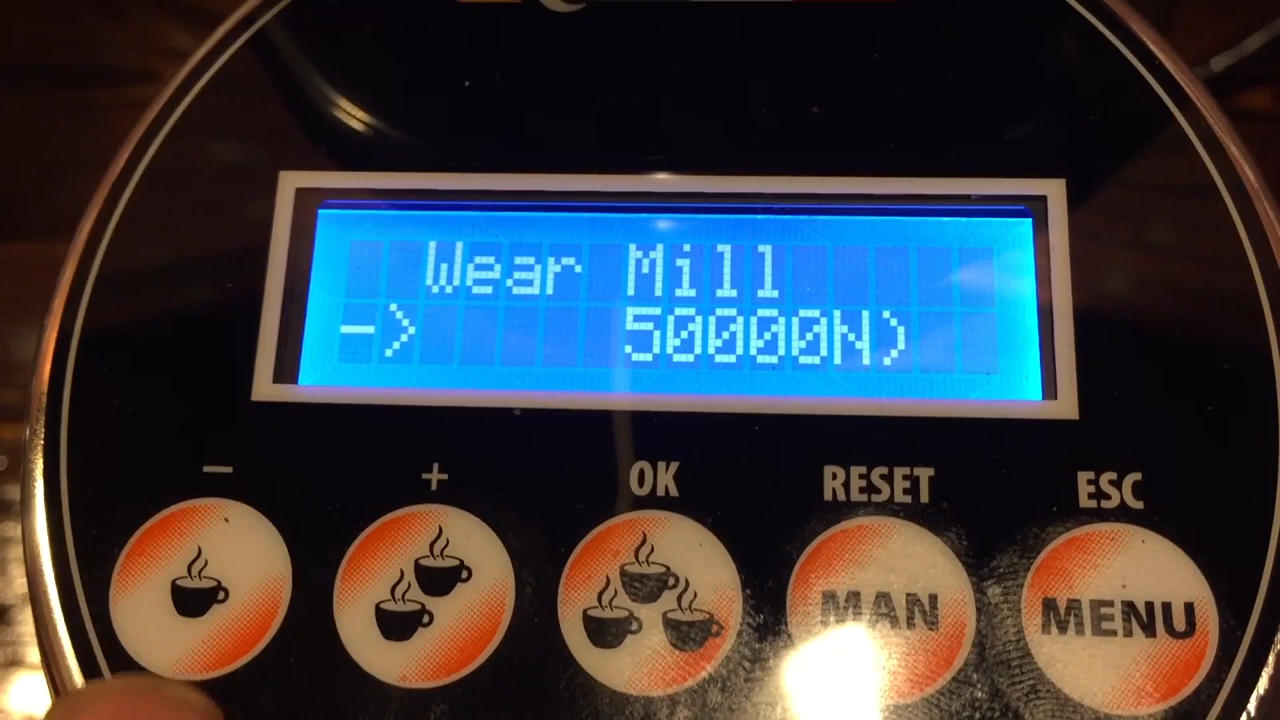 Wear Mill
-> 50000N)
− + OK RESET ESC
MAN MENU